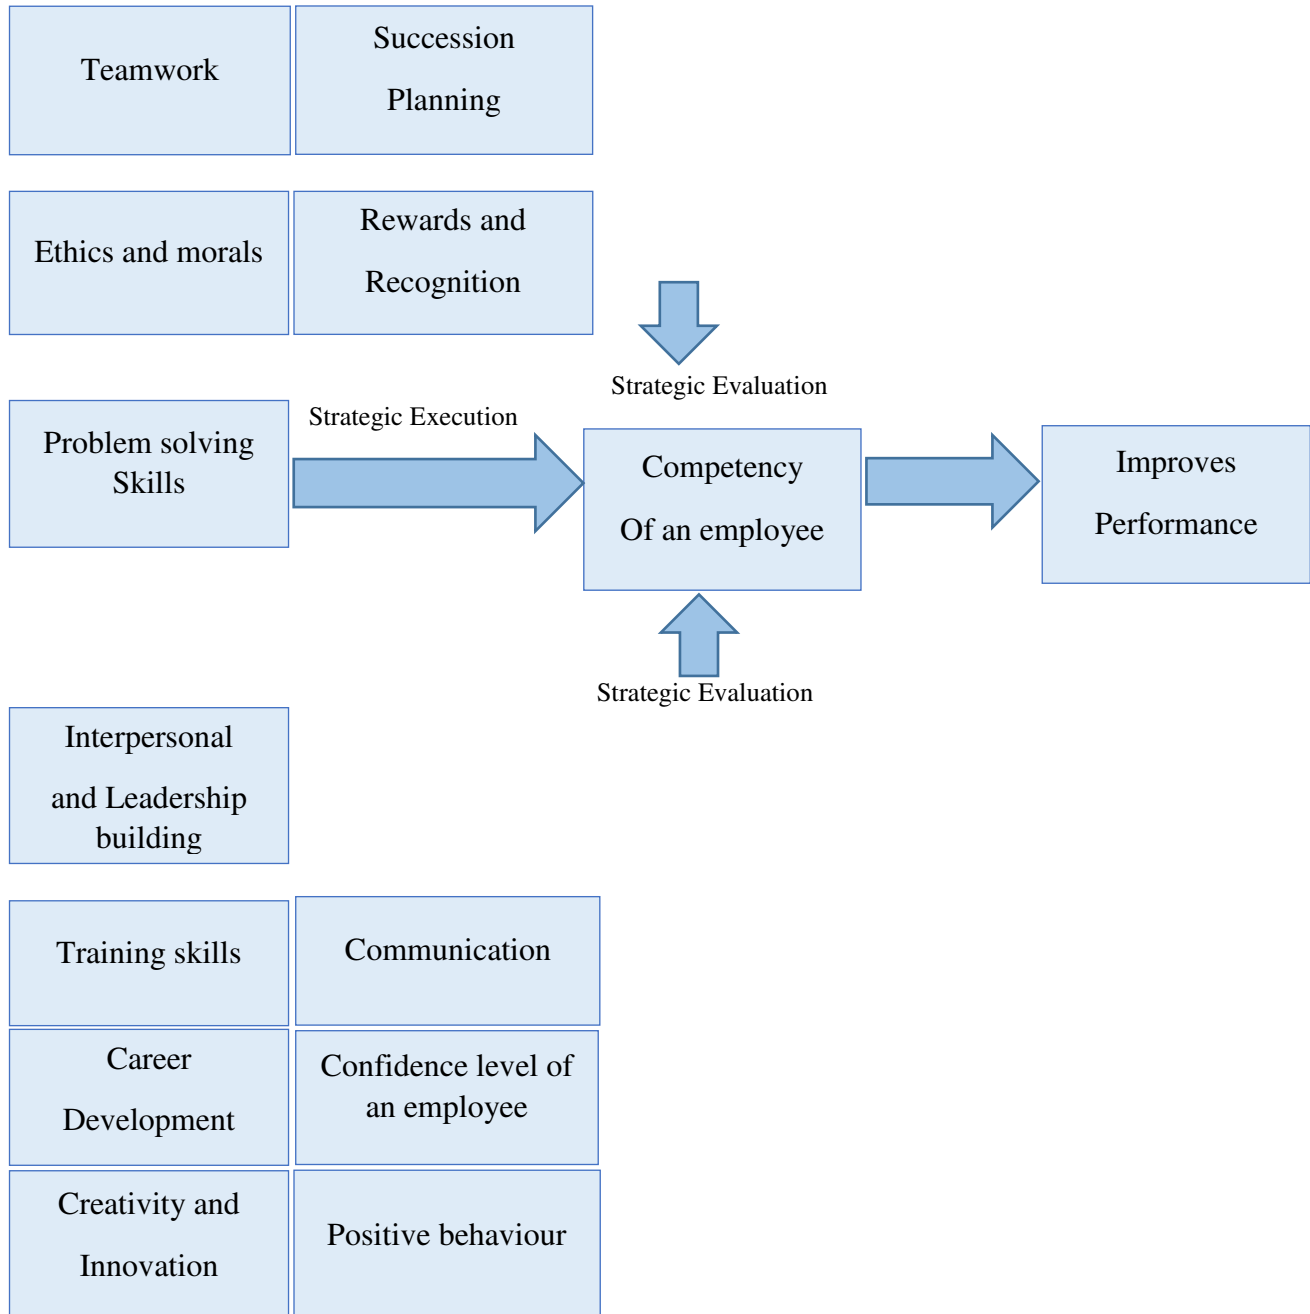 Teamwork
Succession
Planning
Ethics and morals
Rewards and
Recognition
Strategic Evaluation
Strategic Execution
Problem solving
Skills
Competency
Of an employee
Improves
Performance
Strategic Evaluation
Interpersonal
and Leadership
building
Training skills
Communication
Career
Development
Confidence level of
an employee
Creativity and
Innovation
Positive behaviour